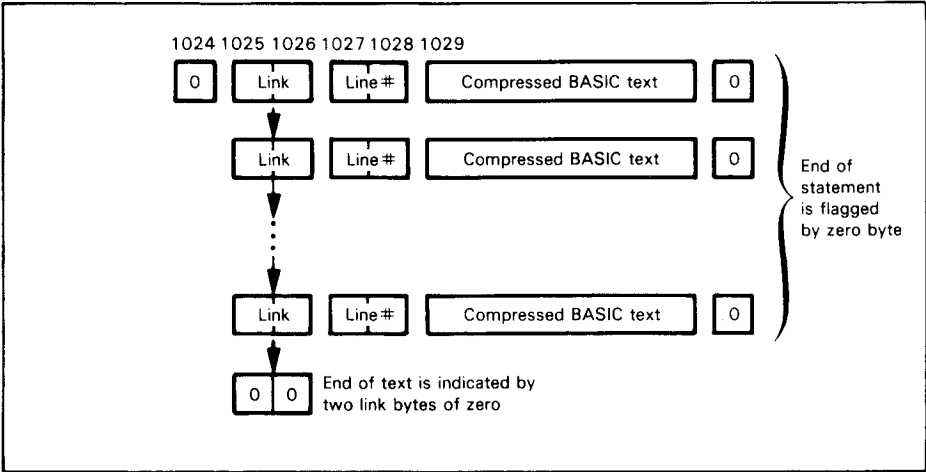 1024 1025 1026 1027 1028 1029
0 Link Line# Compressed BASIC text 0
Link Line# Compressed BASIC text 0
End of
statement
is flagged
by zero byte
Link Line# Compressed BASIC text 0
0 0 End of text is indicated by
two link bytes of zero